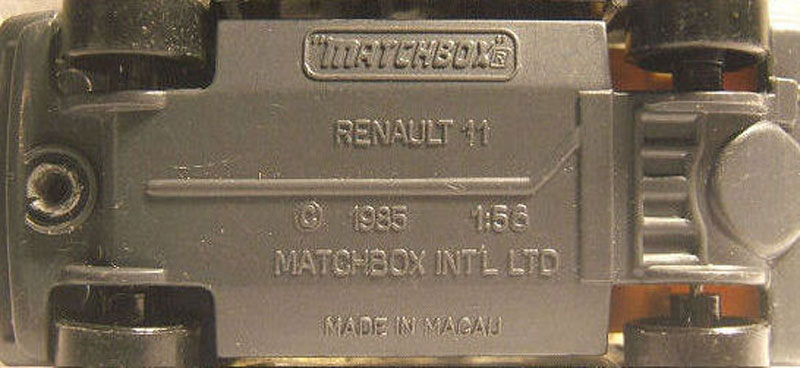 "MATCHBOX" ®
RENAULT 11
© 1985 1:56
MATCHBOX INT'L LTD
MADE IN MACAU